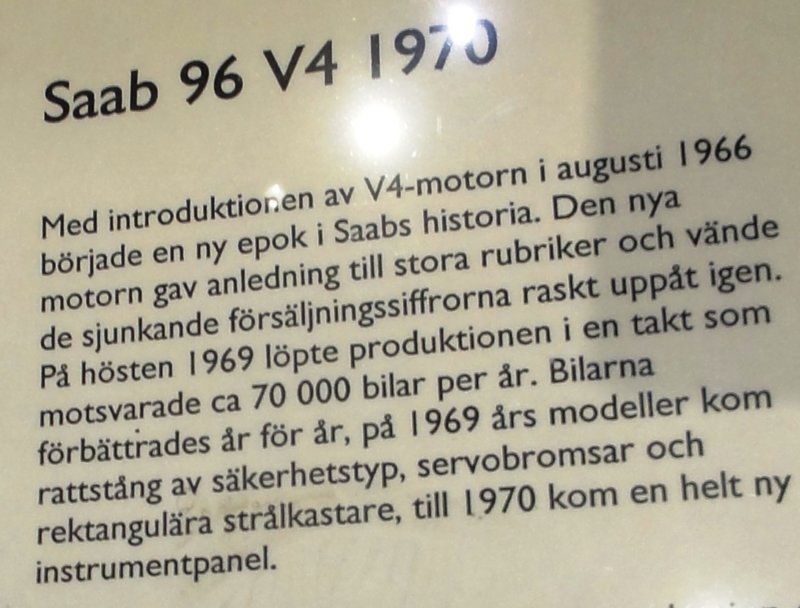 Saab 96 V4 1970
Med introduktionen av V4-motorn i augusti 1966
började en ny epok i Saabs historia. Den nya
motorn gav anledning till stora rubriker och vände
de sjunkande försäljningssiffrorna raskt uppåt igen.
På hösten 1969 löpte produktionen i en takt som
motsvarade ca 70 000 bilar per år. Bilarna
förbättrades år för år, på 1969 års modeller kom
rattstång av säkerhetstyp, servobromsar och
rektangulära strålkastare, till 1970 kom en helt ny
instrumentpanel.